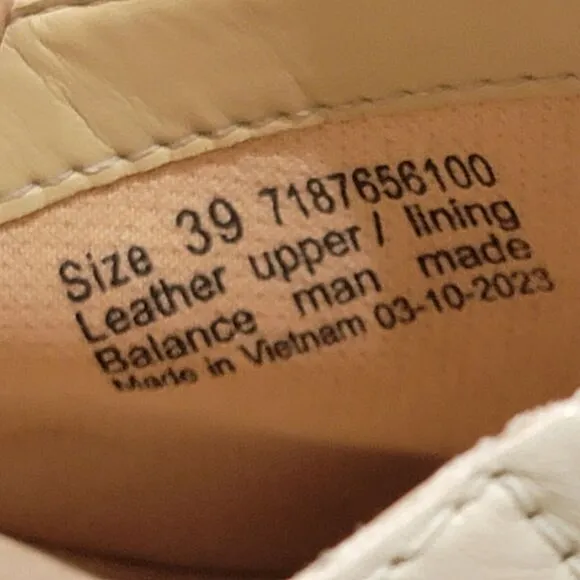 Size 39 7187656100
Leather upper/ lining
Balance man made
Made in Vietnam 03-10-2023